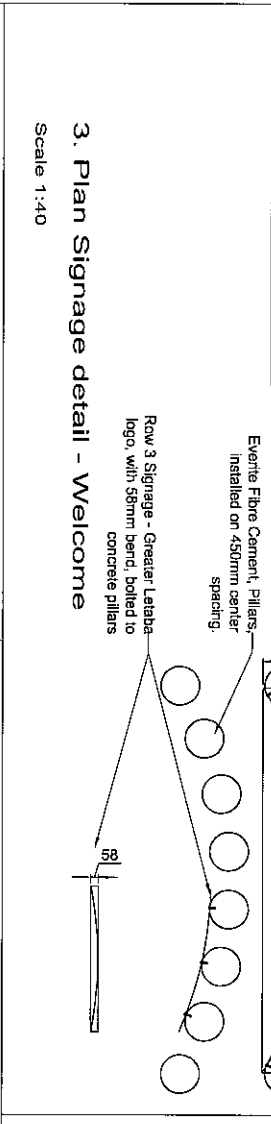 Everite Fibre Cement, Pillars,
installed on 450mm center
spacing.
Row 3 Signage - Greater Letaba
logo, with 58mm bend, bolted to
concrete pillars
58
3. Plan Signage detail - Welcome
Scale 1:40